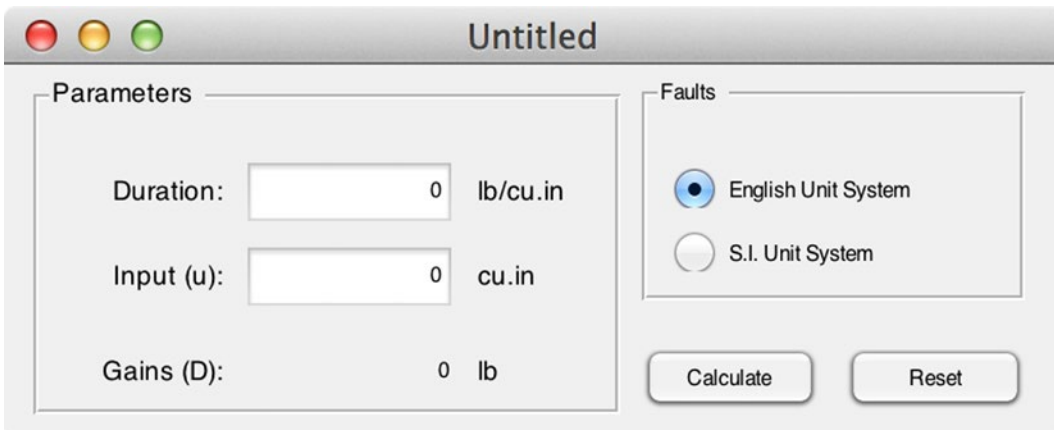 Untitled
Parameters
Duration: 0 lb/cu.in
Input (u): 0 cu.in
Gains (D): 0 lb
Faults
English Unit System
S.I. Unit System
Calculate Reset